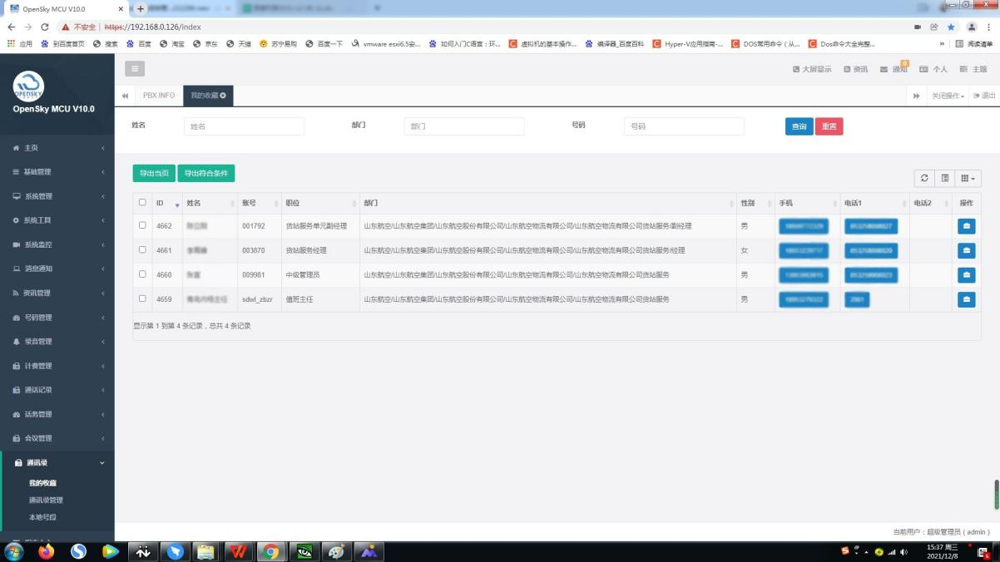 OpenSky MCU V10.0
不安全 | https://192.168.0.126/index
应用 到百度首页 搜索 百度 淘宝 京东 天猫 苏宁易购 百度一下 vmware esxi6.5安... 如何入门C语言:环... 虚拟机的基本操作... 编译器_百度百科 Hyper-V应用指南-... DOS常用命令(从... Dos命令大全完整... » 阅读清单
OPENSKY
OpenSky MCU V10.0
大屏显示 资讯 通知 0 个人 主题
PBX INFO 我的收藏 关闭操作 退出
姓名 姓名 部门 部门 号码 号码 查询 重置
主页
基础管理
系统管理
系统工具
系统监控
消息通知
资讯管理
号码管理
录音管理
计费管理
通话记录
话务管理
会议管理
通讯录
我的收藏
通讯录管理
本地号段
导出当页 导出符合条件
ID 姓名 账号 职位 部门 性别 手机 电话1 电话2 操作
4662 001792 货站服务单元副经理 山东航空/山东航空集团/山东航空股份有限公司/山东航空物流有限公司/山东航空物流有限公司货站服务/副经理 男
4661 003870 货站服务经理 山东航空/山东航空集团/山东航空股份有限公司/山东航空物流有限公司/山东航空物流有限公司货站服务/经理 女
4660 009981 中级管理员 山东航空/山东航空集团/山东航空股份有限公司/山东航空物流有限公司/山东航空物流有限公司货站服务 男
4659 sdwl_zbzr 值班主任 山东航空/山东航空集团/山东航空股份有限公司/山东航空物流有限公司/山东航空物流有限公司货站服务 男
显示第 1 到第 4 条记录,总共 4 条记录
当前用户:超级管理员(admin)
15:37 周三
2021/12/8